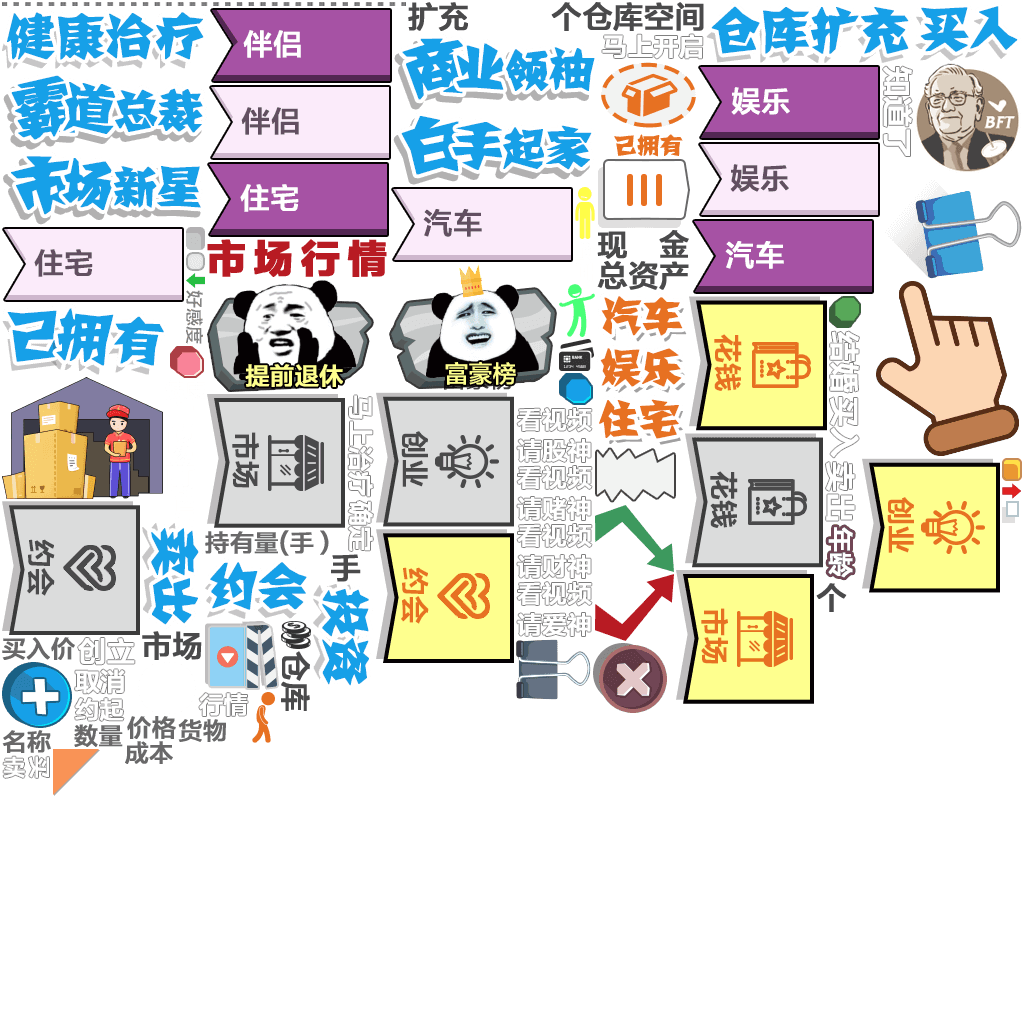 健康治疗
伴侣
扩充
个仓库空间
马上开启
仓库扩充
买入
霸道总裁
伴侣
商业领袖
娱乐
知道了
BFT
市场新星
住宅
白手起家
已拥有
娱乐
住宅
汽车
现 金
总资产
汽车
市场行情
好感度
已拥有
提前退休
富豪榜
BANK
汽车
娱乐
住宅
花钱
结婚
买入
卖出
年龄
市场
马上治疗
确定
创业
看视频
请股神
看视频
请赌神
看视频
请财神
看视频
请爱神
花钱
创业
约会
卖出
持有量(手)
手
约会
投资
约会
市场
个
买入价
创立
市场
取消
约起
行情
仓库
名称
数量
价格
货物
成本
卖
买